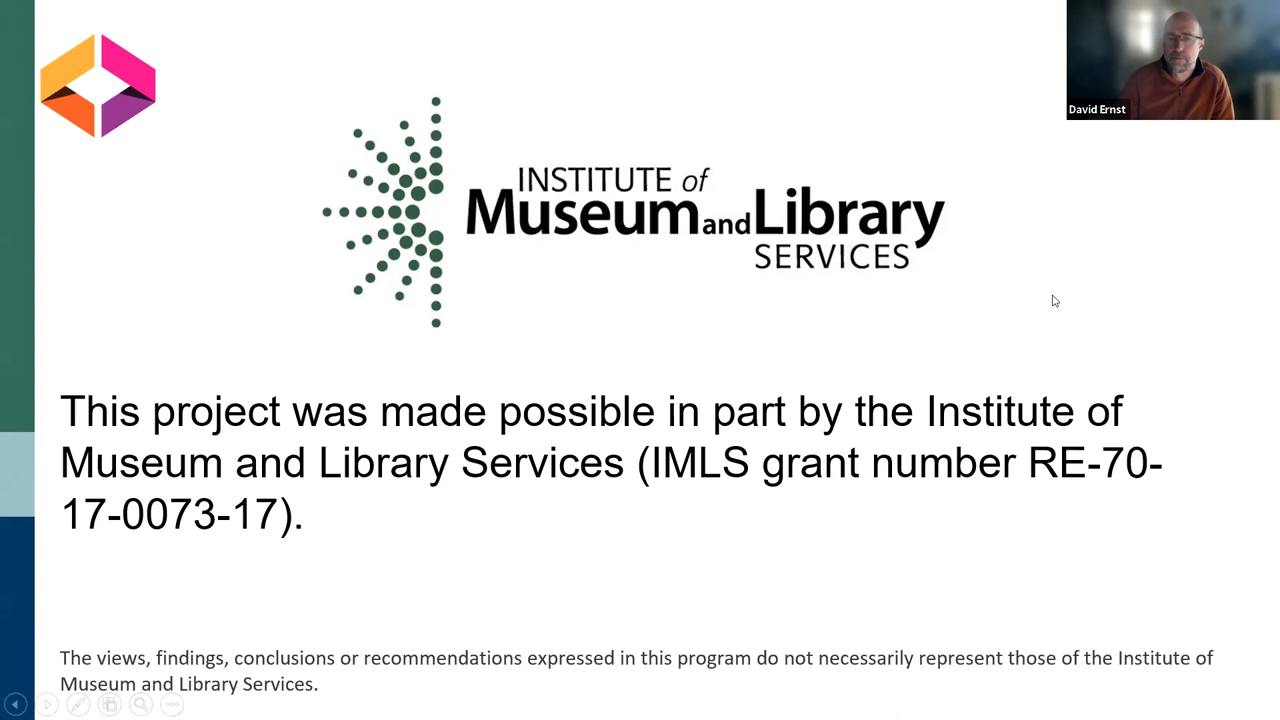 David Ernst
INSTITUTE of
Museum and Library
SERVICES
This project was made possible in part by the Institute of
Museum and Library Services (IMLS grant number RE-70-
17-0073-17).
The views, findings, conclusions or recommendations expressed in this program do not necessarily represent those of the Institute of
Museum and Library Services.